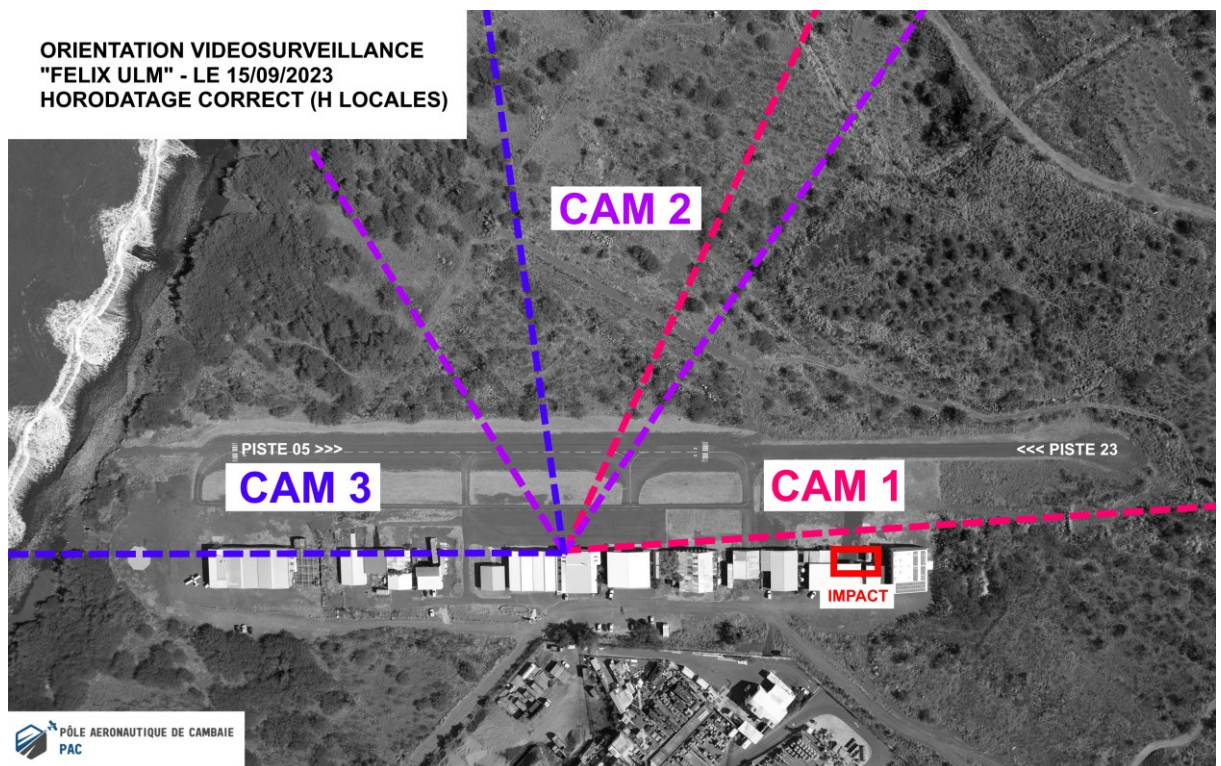 ORIENTATION VIDEOSURVEILLANCE
"FELIX ULM" - LE 15/09/2023
HORODATAGE CORRECT (H LOCALES)
CAM 2
PISTE 05 >>>
<<< PISTE 23
CAM 3
CAM 1
IMPACT
PÔLE AERONAUTIQUE DE CAMBAIE
PAC